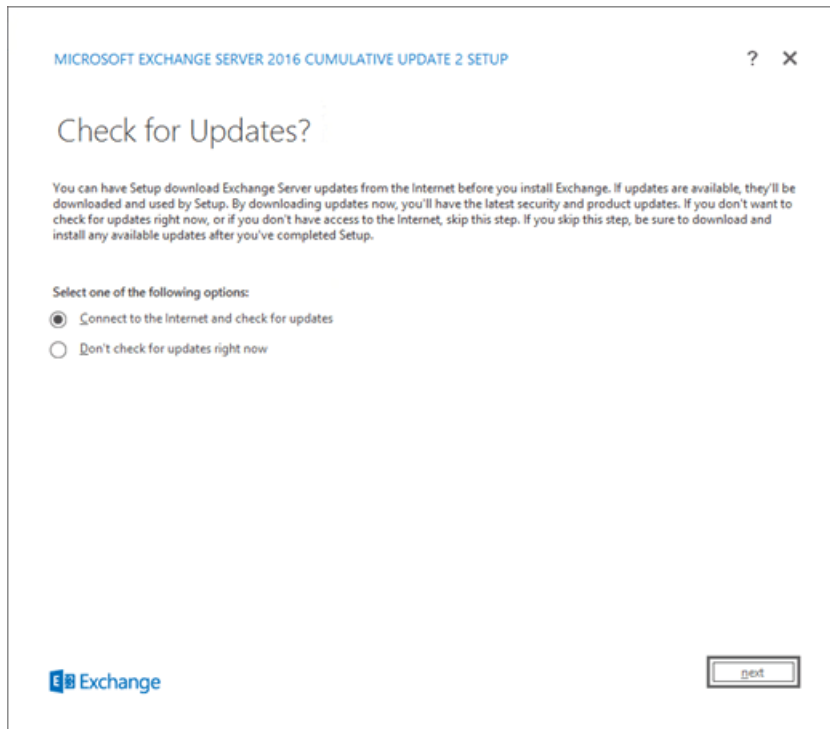 MICROSOFT EXCHANGE SERVER 2016 CUMULATIVE UPDATE 2 SETUP
? ✕
Check for Updates?
You can have Setup download Exchange Server updates from the Internet before you install Exchange. If updates are available, they'll be
downloaded and used by Setup. By downloading updates now, you'll have the latest security and product updates. If you don't want to
check for updates right now, or if you don't have access to the Internet, skip this step. If you skip this step, be sure to download and
install any available updates after you've completed Setup.
Select one of the following options:
Connect to the Internet and check for updates
Don't check for updates right now
E Exchange
next